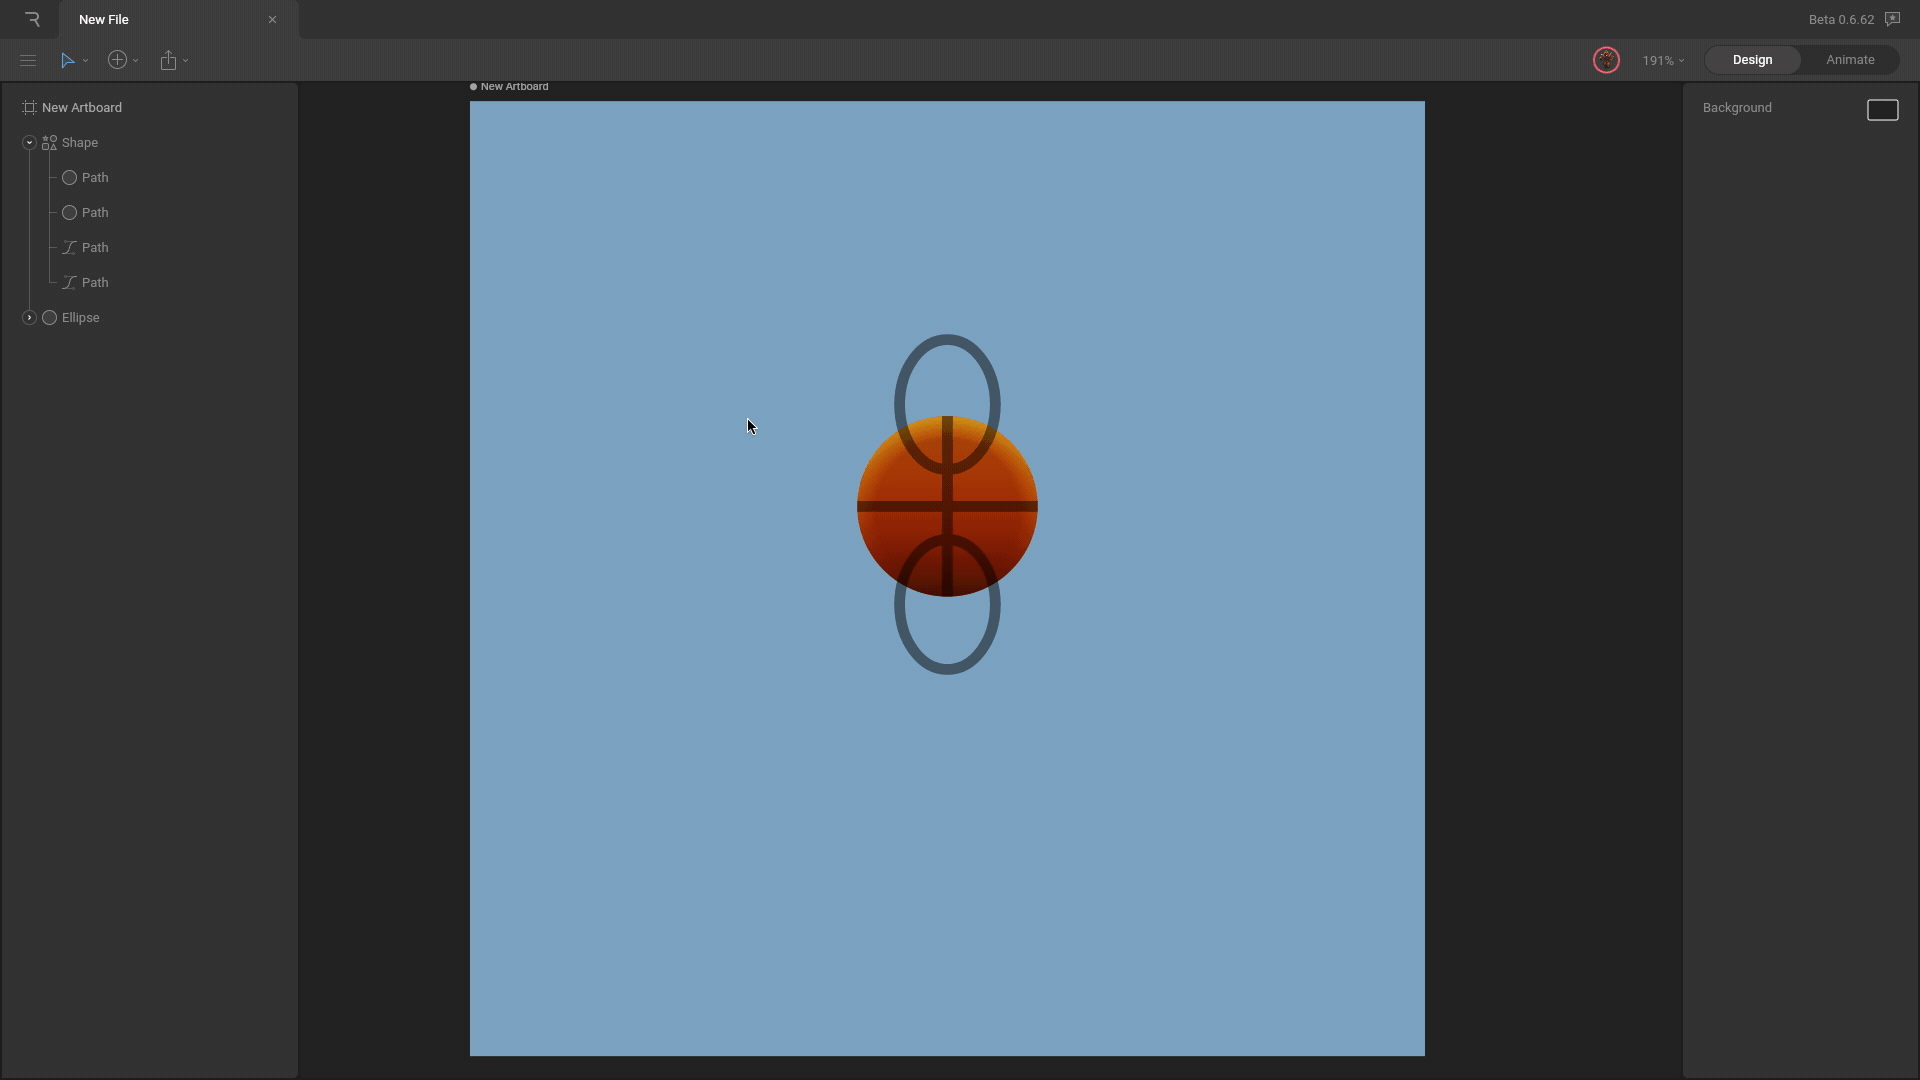 New File
Beta 0.6.62
191%
Design
Animate
New Artboard
New Artboard
Background
Shape
Path
Path
Path
Path
Ellipse